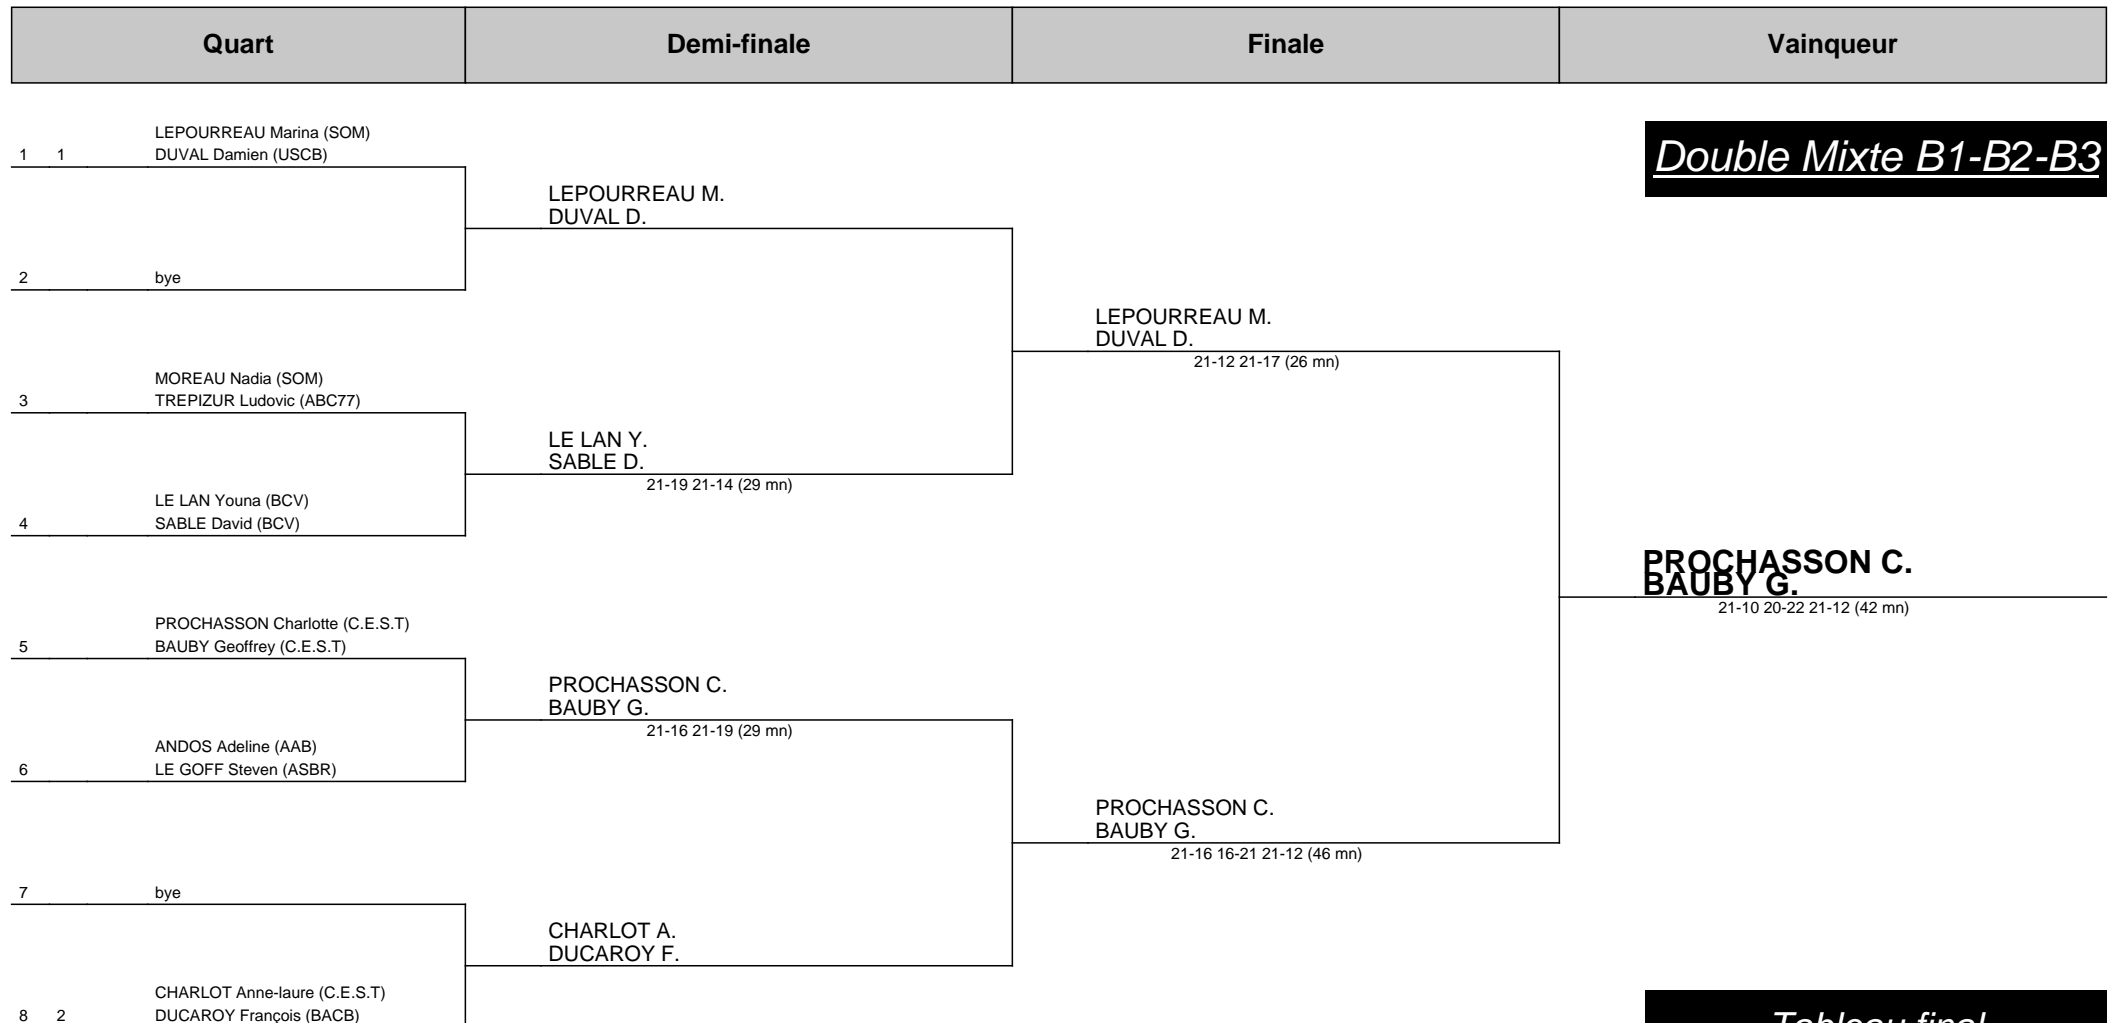 Quart Demi-finale Finale Vainqueur
Double Mixte B1-B2-B3
LEPOURREAU Marina (SOM)
1 1 DUVAL Damien (USCB)
LEPOURREAU M.
DUVAL D.
2 bye
LEPOURREAU M.
DUVAL D.
21-12 21-17 (26 mn)
MOREAU Nadia (SOM)
3 TREPIZUR Ludovic (ABC77)
LE LAN Y.
SABLE D.
21-19 21-14 (29 mn)
LE LAN Youna (BCV)
4 SABLE David (BCV)
PROCHASSON C.
BAUBY G.
21-10 20-22 21-12 (42 mn)
PROCHASSON Charlotte (C.E.S.T)
5 BAUBY Geoffrey (C.E.S.T)
PROCHASSON C.
BAUBY G.
21-16 21-19 (29 mn)
ANDOS Adeline (AAB)
6 LE GOFF Steven (ASBR)
PROCHASSON C.
BAUBY G.
21-16 16-21 21-12 (46 mn)
7 bye
CHARLOT A.
DUCAROY F.
CHARLOT Anne-laure (C.E.S.T)
8 2 DUCAROY François (BACB)
Tableau final